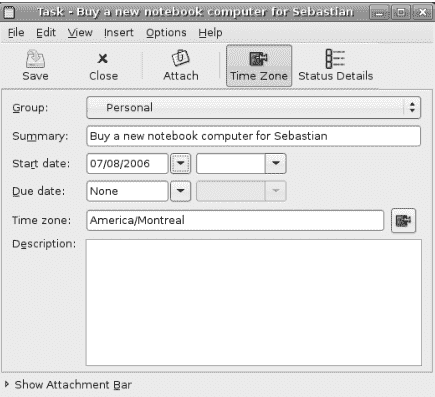 Task - Buy a new notebook computer for Sebastian
File Edit View Insert Options Help
Save Close Attach Time Zone Status Details
Group: Personal
Summary: Buy a new notebook computer for Sebastian
Start date: 07/08/2006
Due date: None
Time zone: America/Montreal
Description:
Show Attachment Bar